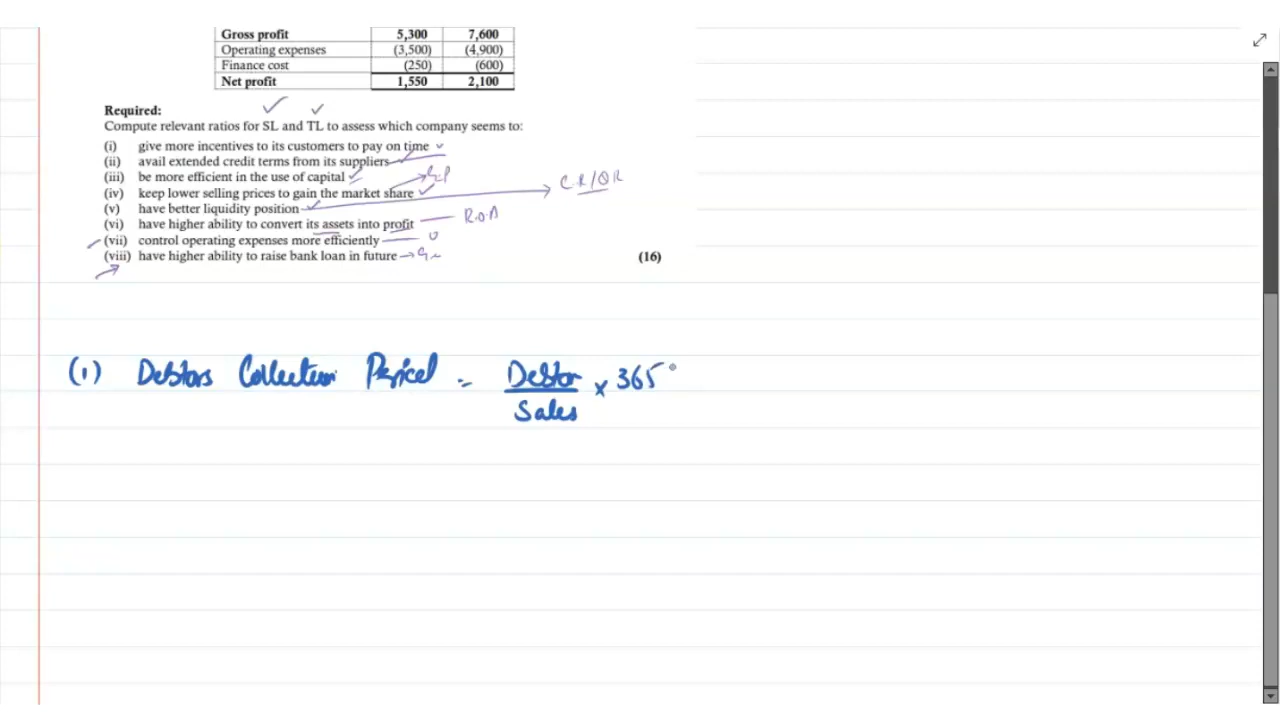 Gross profit 5,300 7,600
Operating expenses (3,500) (4,900)
Finance cost (250) (600)
Net profit 1,550 2,100
Required:
Compute relevant ratios for SL and TL to assess which company seems to:
(i) give more incentives to its customers to pay on time
(ii) avail extended credit terms from its suppliers
(iii) be more efficient in the use of capital
(iv) keep lower selling prices to gain the market share
C.R/QR
(v) have better liquidity position
(vi) have higher ability to convert its assets into profit R.O.A
(vii) control operating expenses more efficiently
(viii) have higher ability to raise bank loan in future (16)
(1) Debtors Collection Period = Debtor × 365
Sales